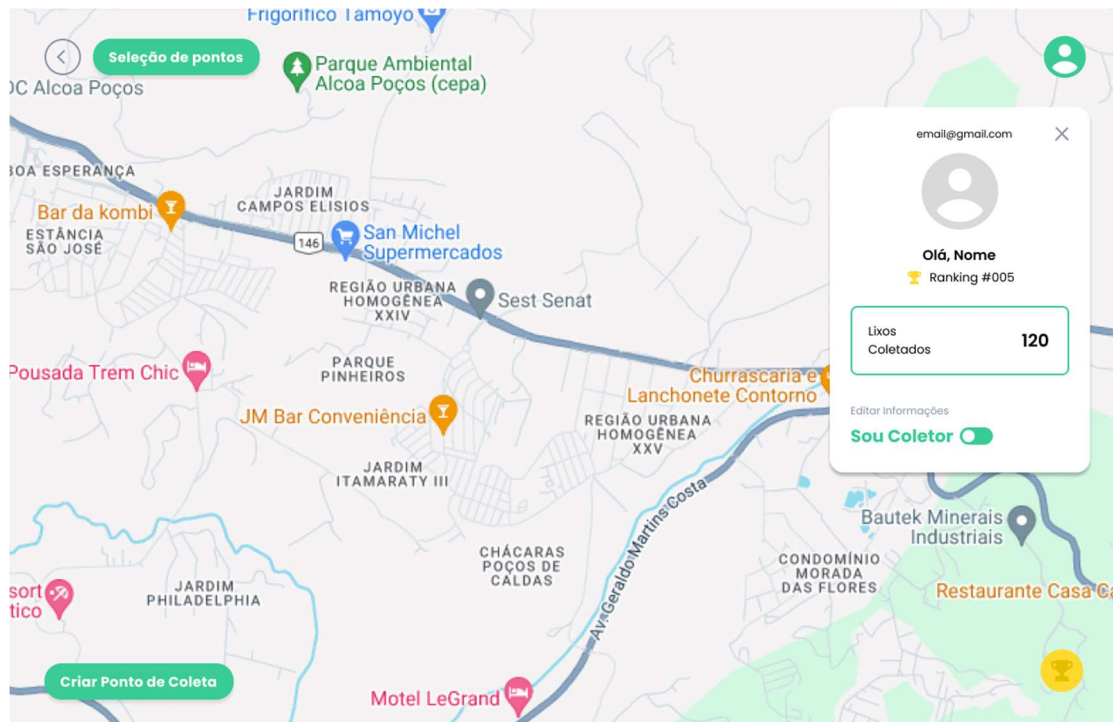 Frigorífico Tamoyo
Seleção de pontos
Parque Ambiental
Alcoa Poços (cepa)
OC Alcoa Poços
email@gmail.com
BOA ESPERANÇA
JARDIM
CAMPOS ELISIOS
Bar da kombi
ESTÂNCIA
SÃO JOSÉ
146
San Michel
Supermercados
Olá, Nome
Ranking #005
REGIÃO URBANA
HOMOGÊNEA
XXIV
Sest Senat
Lixos
Coletados
120
Pousada Trem Chic
PARQUE
PINHEIROS
Churrascaria e
Lanchonete Contorno
JM Bar Conveniência
REGIÃO URBANA
HOMOGÊNEA
XXV
Editar Informações
Sou Coletor
JARDIM
ITAMARATY III
Av. Geraldo Martins Costa
Bautek Minerais
Industriais
CHÁCARAS
POÇOS DE
CALDAS
CONDOMÍNIO
MORADA
DAS FLORES
sort
tico
JARDIM
PHILADELPHIA
Restaurante Casa Ca
Criar Ponto de Coleta
Motel LeGrand